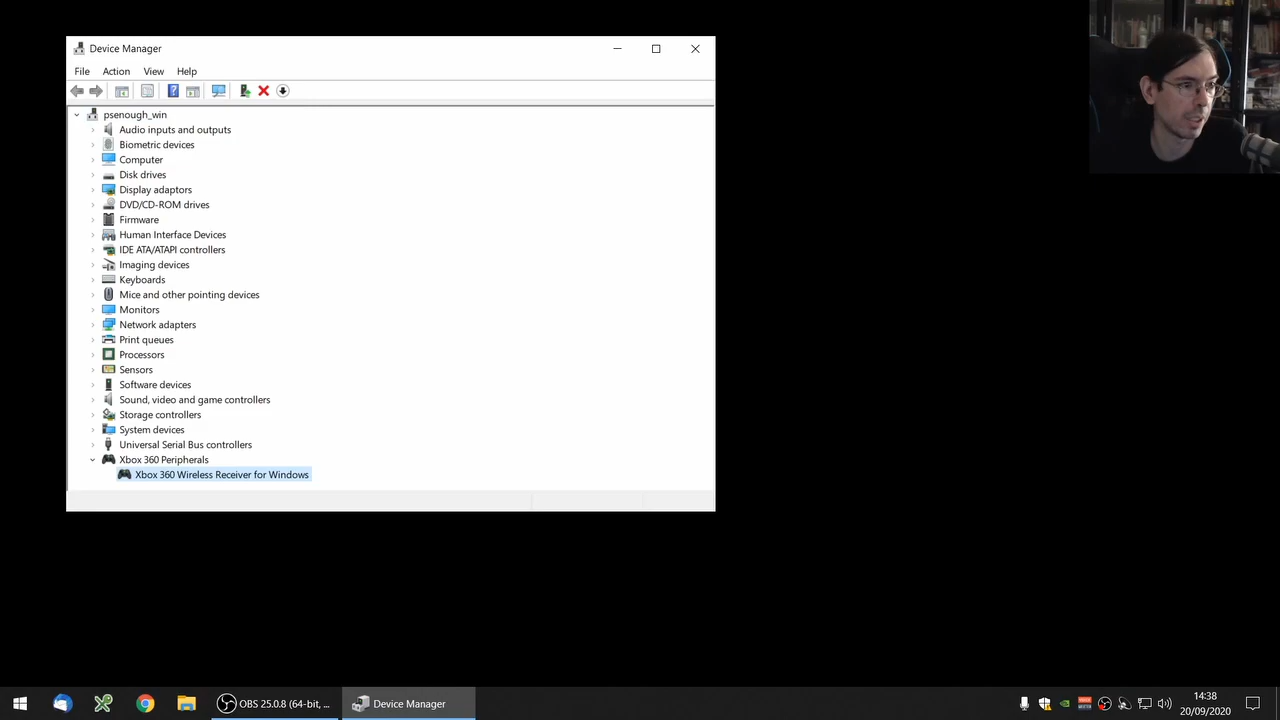 Device Manager
File Action View Help
psenough_win
Audio inputs and outputs
Biometric devices
Computer
Disk drives
Display adaptors
DVD/CD-ROM drives
Firmware
Human Interface Devices
IDE ATA/ATAPI controllers
Imaging devices
Keyboards
Mice and other pointing devices
Monitors
Network adapters
Print queues
Processors
Sensors
Software devices
Sound, video and game controllers
Storage controllers
System devices
Universal Serial Bus controllers
Xbox 360 Peripherals
Xbox 360 Wireless Receiver for Windows
OBS 25.0.8 (64-bit, ...
Device Manager
14:38
20/09/2020